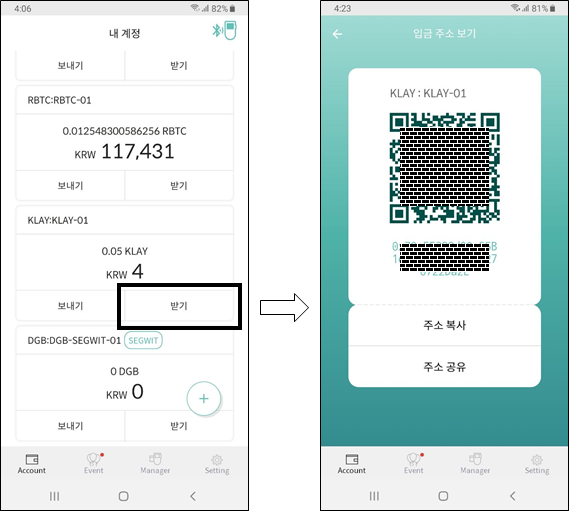 4:06
82%
내 계정
보내기
받기
RBTC:RBTC-01
0.012548300586256 RBTC
KRW 117,431
보내기
받기
KLAY:KLAY-01
0.05 KLAY
KRW 4
보내기
받기
DGB:DGB-SEGWIT-01 SEGWIT
0 DGB
KRW 0
+
보내기
받기
Account
Event
Manager
Setting
4:23
81%
입금 주소 보기
KLAY : KLAY-01
주소 복사
주소 공유
Account
Event
Manager
Setting